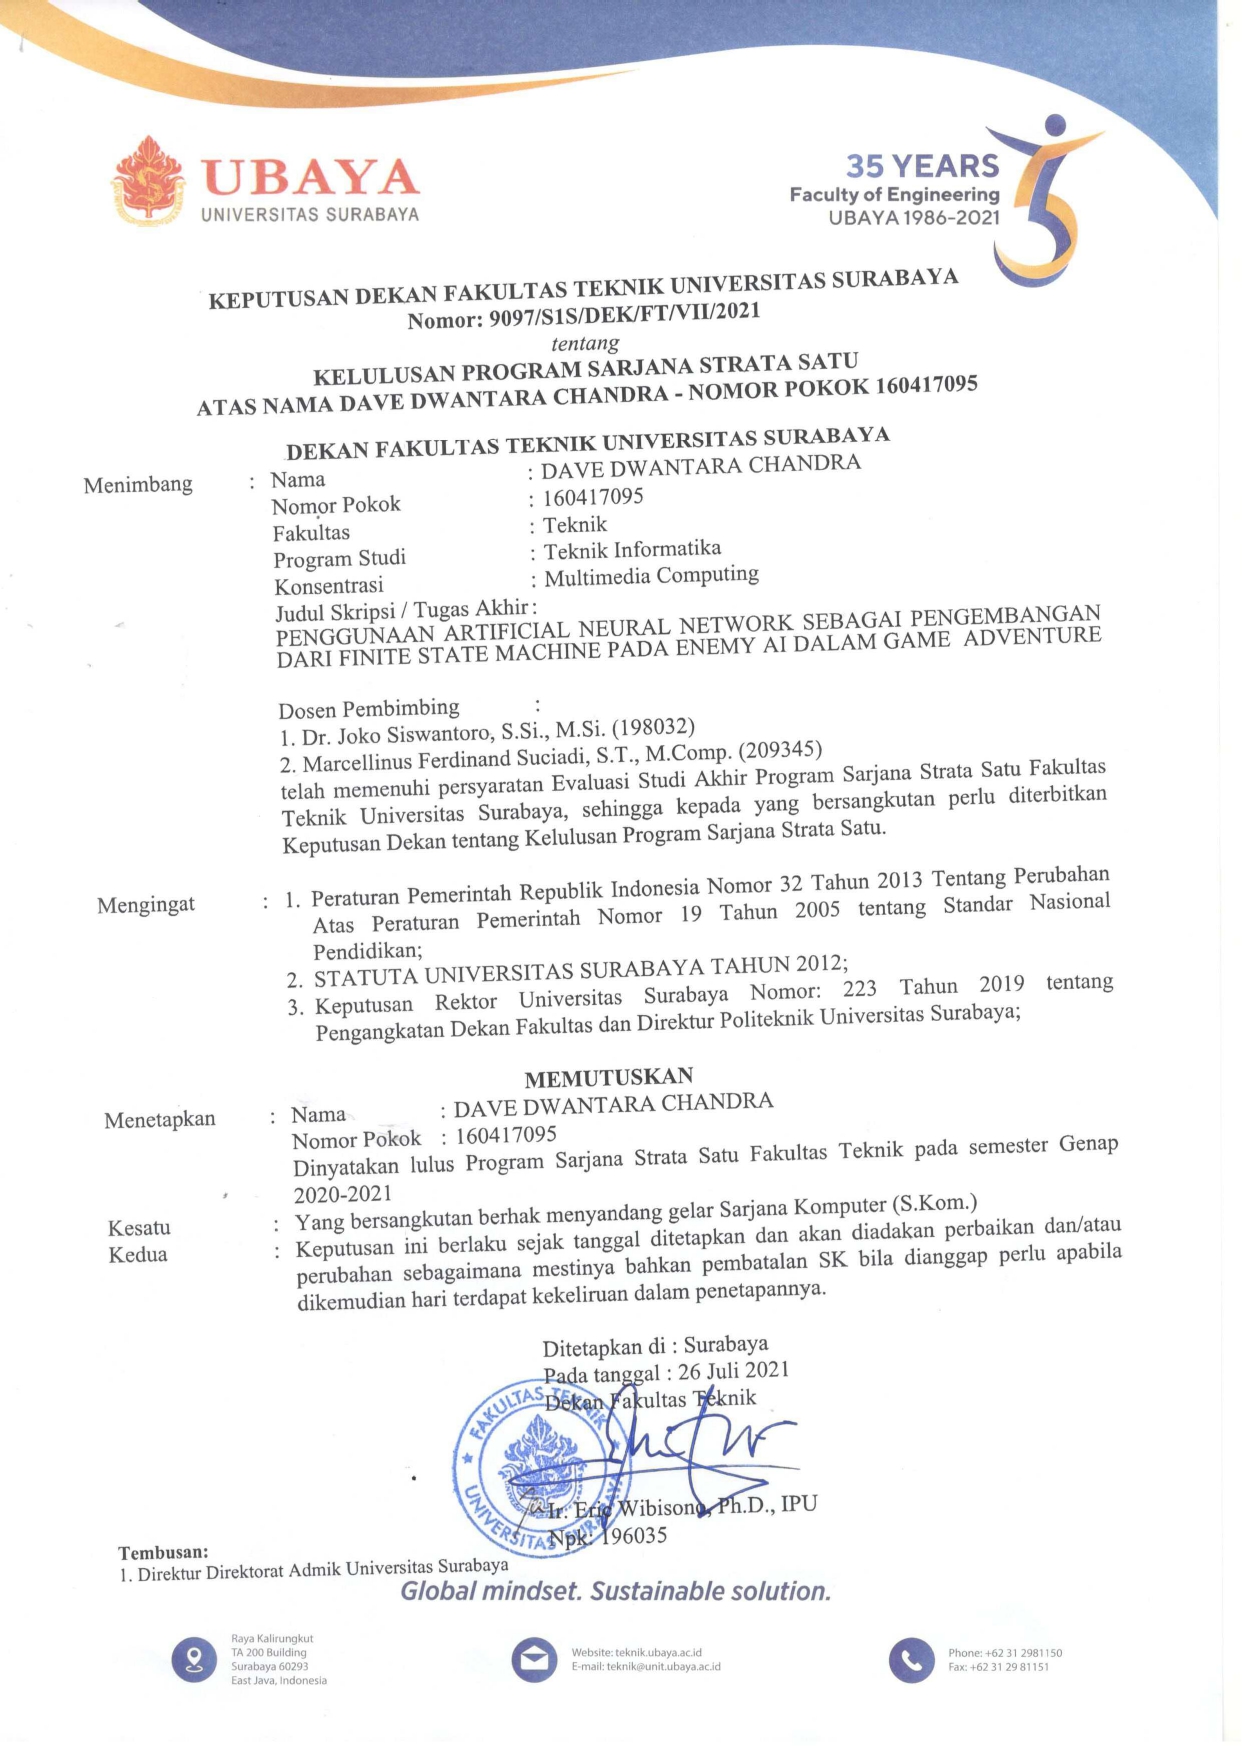 UBAYA
UNIVERSITAS SURABAYA
35 YEARS
Faculty of Engineering
UBAYA 1986-2021
KEPUTUSAN DEKAN FAKULTAS TEKNIK UNIVERSITAS SURABAYA
Nomor: 9097/S1S/DEK/FT/VII/2021
tentang
KELULUSAN PROGRAM SARJANA STRATA SATU
ATAS NAMA DAVE DWANTARA CHANDRA - NOMOR POKOK 160417095
DEKAN FAKULTAS TEKNIK UNIVERSITAS SURABAYA
Menimbang : Nama : DAVE DWANTARA CHANDRA
Nomor Pokok : 160417095
Fakultas : Teknik
Program Studi : Teknik Informatika
Konsentrasi : Multimedia Computing
Judul Skripsi / Tugas Akhir :
PENGGUNAAN ARTIFICIAL NEURAL NETWORK SEBAGAI PENGEMBANGAN
DARI FINITE STATE MACHINE PADA ENEMY AI DALAM GAME ADVENTURE
Dosen Pembimbing :
1. Dr. Joko Siswantoro, S.Si., M.Si. (198032)
2. Marcellinus Ferdinand Suciadi, S.T., M.Comp. (209345)
telah memenuhi persyaratan Evaluasi Studi Akhir Program Sarjana Strata Satu Fakultas
Teknik Universitas Surabaya, sehingga kepada yang bersangkutan perlu diterbitkan
Keputusan Dekan tentang Kelulusan Program Sarjana Strata Satu.
Mengingat : 1. Peraturan Pemerintah Republik Indonesia Nomor 32 Tahun 2013 Tentang Perubahan
Atas Peraturan Pemerintah Nomor 19 Tahun 2005 tentang Standar Nasional
Pendidikan;
2. STATUTA UNIVERSITAS SURABAYA TAHUN 2012;
3. Keputusan Rektor Universitas Surabaya Nomor: 223 Tahun 2019 tentang
Pengangkatan Dekan Fakultas dan Direktur Politeknik Universitas Surabaya;
MEMUTUSKAN
Menetapkan : Nama : DAVE DWANTARA CHANDRA
Nomor Pokok : 160417095
Dinyatakan lulus Program Sarjana Strata Satu Fakultas Teknik pada semester Genap
2020-2021
Kesatu : Yang bersangkutan berhak menyandang gelar Sarjana Komputer (S.Kom.)
Kedua : Keputusan ini berlaku sejak tanggal ditetapkan dan akan diadakan perbaikan dan/atau
perubahan sebagaimana mestinya bahkan pembatalan SK bila dianggap perlu apabila
dikemudian hari terdapat kekeliruan dalam penetapannya.
Ditetapkan di : Surabaya
Pada tanggal : 26 Juli 2021
Dekan Fakultas Teknik
FAKULTAS TEKNIK
UNIVERSITAS SURABAYA
Ir. Eric Wibisono, Ph.D., IPU
Npk: 196035
Tembusan:
1. Direktur Direktorat Admik Universitas Surabaya
Global mindset. Sustainable solution.
Raya Kalirungkut
TA 200 Building
Surabaya 60293
East Java, Indonesia
Website: teknik.ubaya.ac.id
E-mail: teknik@unit.ubaya.ac.id
Phone: +62 31 2981150
Fax: +62 31 29 81151